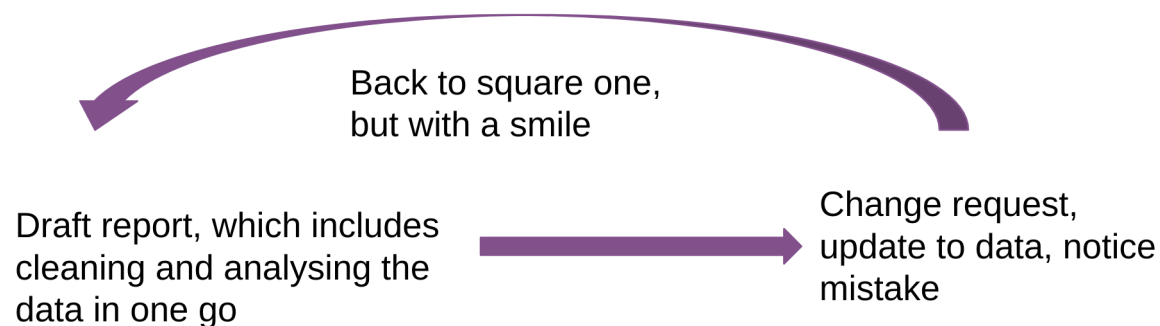 Back to square one,
but with a smile
Draft report, which includes
cleaning and analysing the
data in one go
Change request,
update to data, notice
mistake